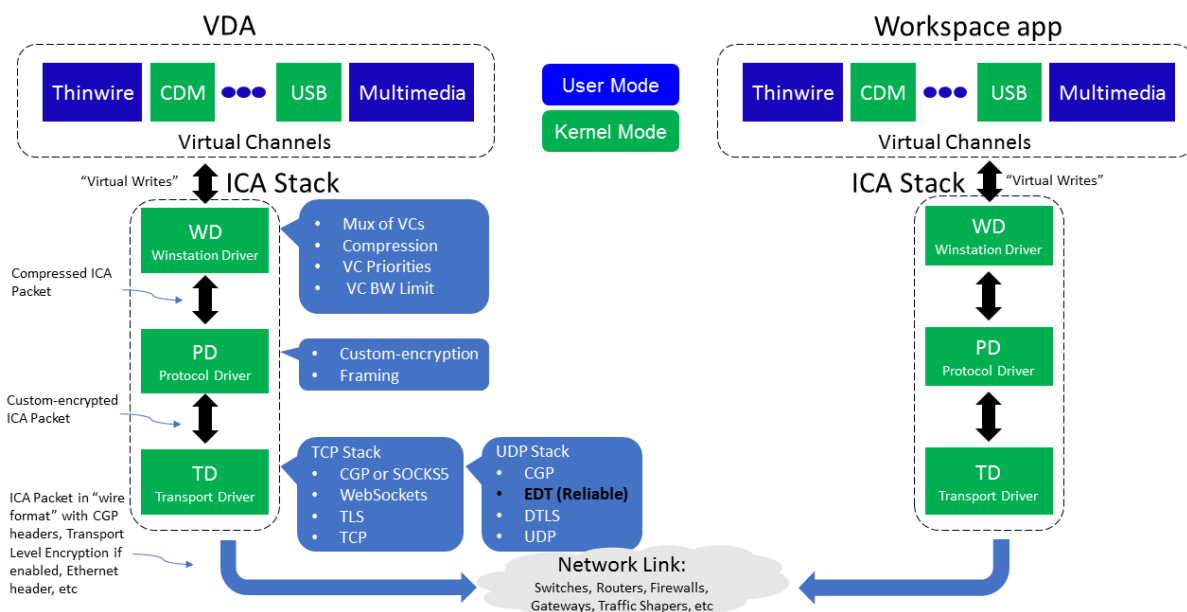 VDA
Thinwire
CDM
USB
Multimedia
Virtual Channels
User Mode
Kernel Mode
Workspace app
Thinwire
CDM
USB
Multimedia
Virtual Channels
“Virtual Writes”
ICA Stack
WD
Winstation Driver
• Mux of VCs
• Compression
• VC Priorities
• VC BW Limit
Compressed ICA
Packet
PD
Protocol Driver
• Custom-encryption
• Framing
Custom-encrypted
ICA Packet
TD
Transport Driver
TCP Stack
• CGP or SOCKS5
• WebSockets
• TLS
• TCP
UDP Stack
• CGP
• EDT (Reliable)
• DTLS
• UDP
ICA Packet in “wire
format” with CGP
headers, Transport
Level Encryption if
enabled, Ethernet
header, etc
Network Link:
Switches, Routers, Firewalls,
Gateways, Traffic Shapers, etc
ICA Stack
“Virtual Writes”
WD
Winstation Driver
PD
Protocol Driver
TD
Transport Driver